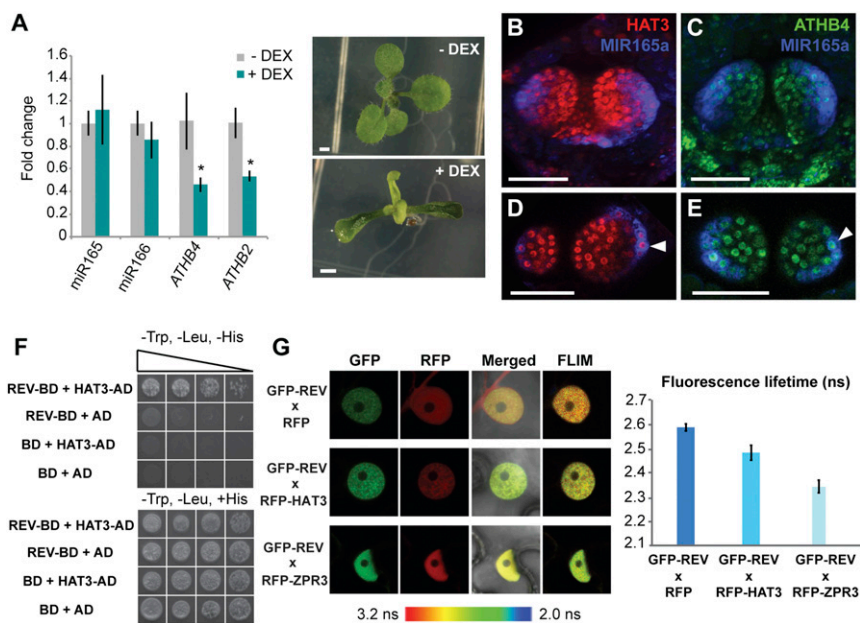 A
Fold change
1.6
1.4
1.2
1
0.8
0.6
0.4
0.2
0
- DEX
+ DEX
*
*
miR165
miR166
ATHB4
ATHB2
- DEX
+ DEX
B
HAT3
MIR165a
C
ATHB4
MIR165a
D
E
F
-Trp, -Leu, -His
REV-BD + HAT3-AD
REV-BD + AD
BD + HAT3-AD
BD + AD
-Trp, -Leu, +His
REV-BD + HAT3-AD
REV-BD + AD
BD + HAT3-AD
BD + AD
G
GFP
RFP
Merged
FLIM
GFP-REV
x
RFP
GFP-REV
x
RFP-HAT3
GFP-REV
x
RFP-ZPR3
3.2 ns
2.0 ns
Fluorescence lifetime (ns)
2.7
2.6
2.5
2.4
2.3
2.2
2.1
GFP-REV
x
RFP
GFP-REV
x
RFP-HAT3
GFP-REV
x
RFP-ZPR3